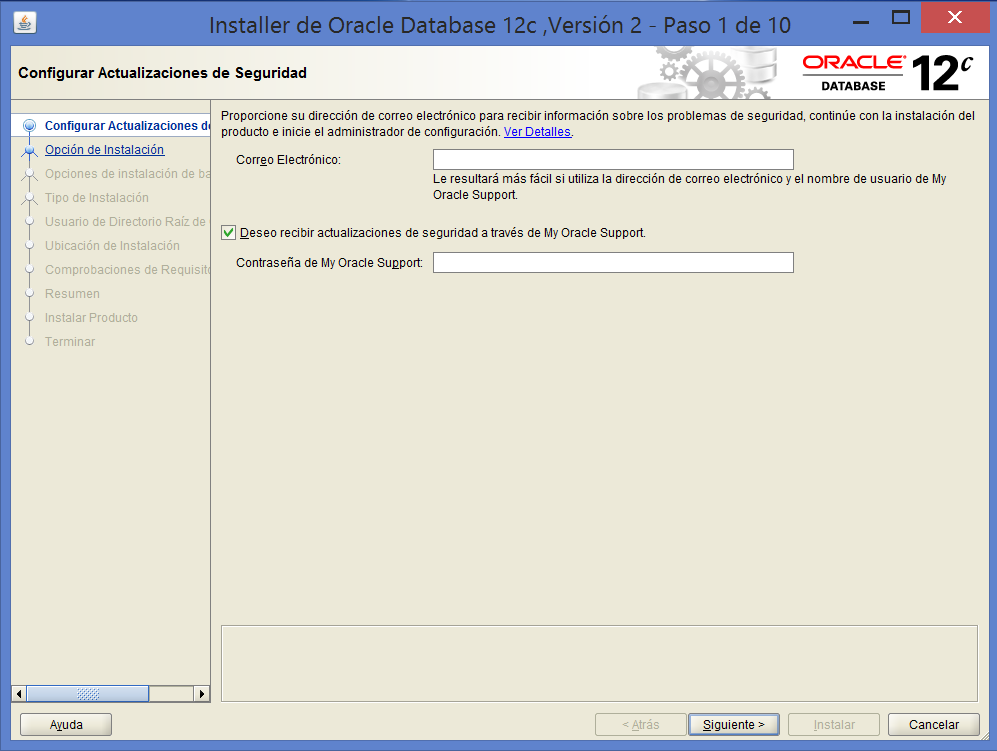 Installer de Oracle Database 12c ,Versión 2 - Paso 1 de 10
Configurar Actualizaciones de Seguridad
ORACLE
DATABASE
12c
Configurar Actualizaciones de
Opción de Instalación
Opciones de instalación de ba
Tipo de Instalación
Usuario de Directorio Raíz de
Ubicación de Instalación
Comprobaciones de Requisito
Resumen
Instalar Producto
Terminar
Proporcione su dirección de correo electrónico para recibir información sobre los problemas de seguridad, continúe con la instalación del
producto e inicie el administrador de configuración. Ver Detalles.
Correo Electrónico:
Le resultará más fácil si utiliza la dirección de correo electrónico y el nombre de usuario de My
Oracle Support.
Deseo recibir actualizaciones de seguridad a través de My Oracle Support.
Contraseña de My Oracle Support:
Ayuda
< Atrás
Siguiente >
Instalar
Cancelar